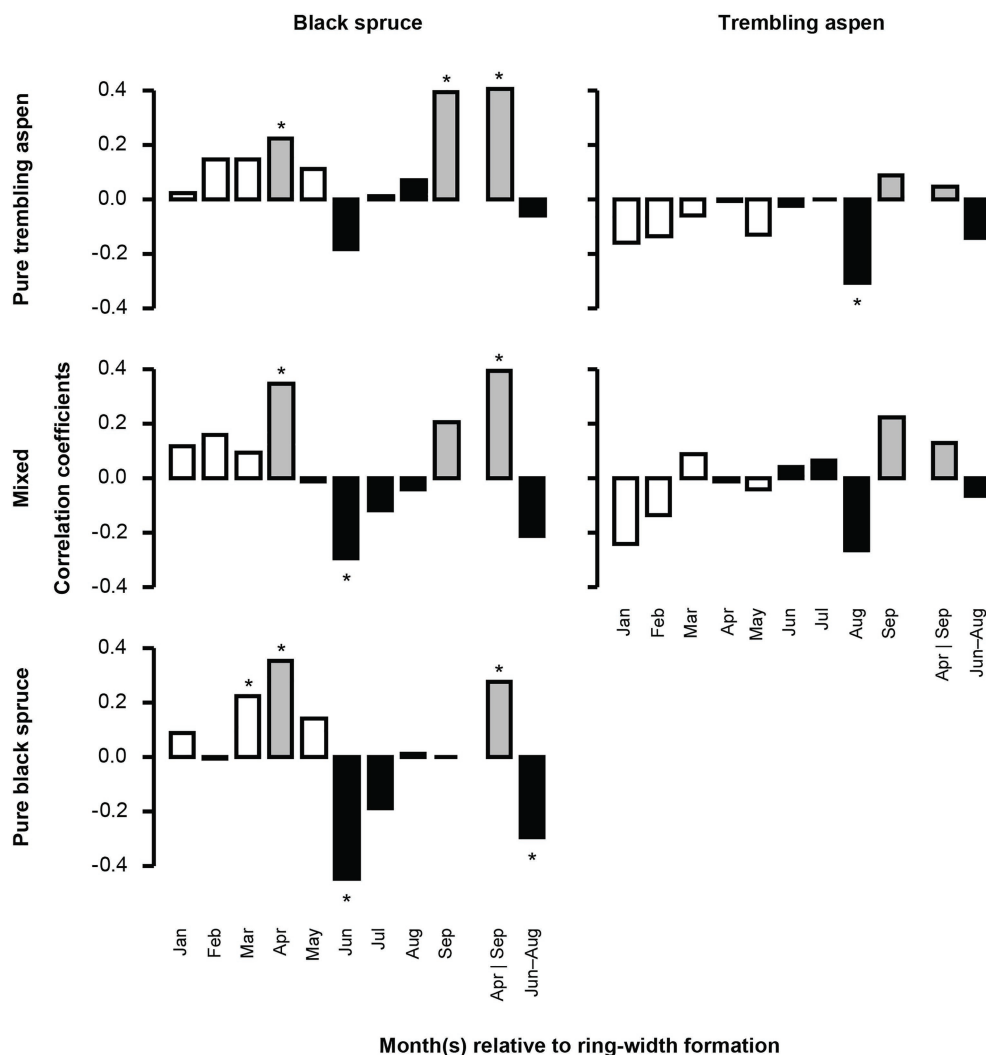 Black spruce
Trembling aspen
Pure trembling aspen
0.4
0.2
0.0
-0.2
-0.4
*
*
*
*
Mixed
Correlation coefficients
0.4
0.2
0.0
-0.2
-0.4
*
*
*
Jan
Feb
Mar
Apr
May
Jun
Jul
Aug
Sep
Apr | Sep
Jun–Aug
Pure black spruce
0.4
0.2
0.0
-0.2
-0.4
*
*
*
*
*
Jan
Feb
Mar
Apr
May
Jun
Jul
Aug
Sep
Apr | Sep
Jun–Aug
Month(s) relative to ring-width formation